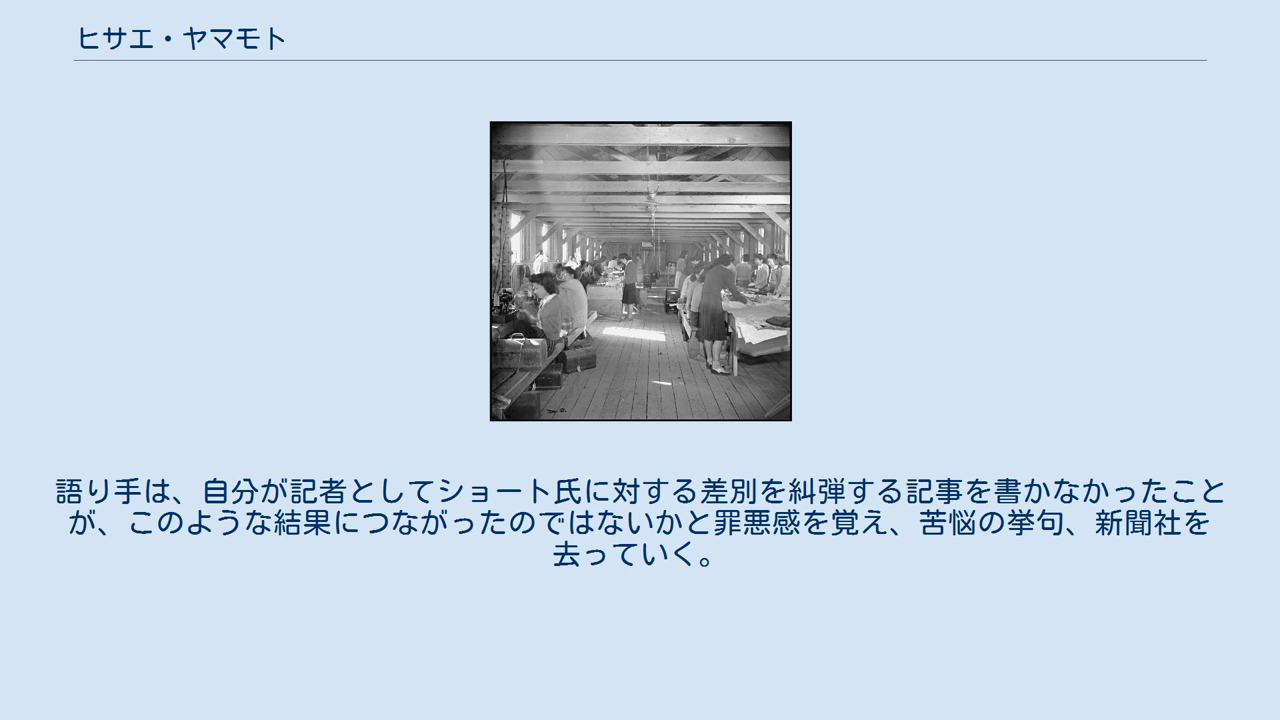 ヒサエ・ヤマモト
語り手は、自分が記者としてショート氏に対する差別を糾弾する記事を書かなかったこと
が、このような結果につながったのではないかと罪悪感を覚え、苦悩の挙句、新聞社を
去っていく。